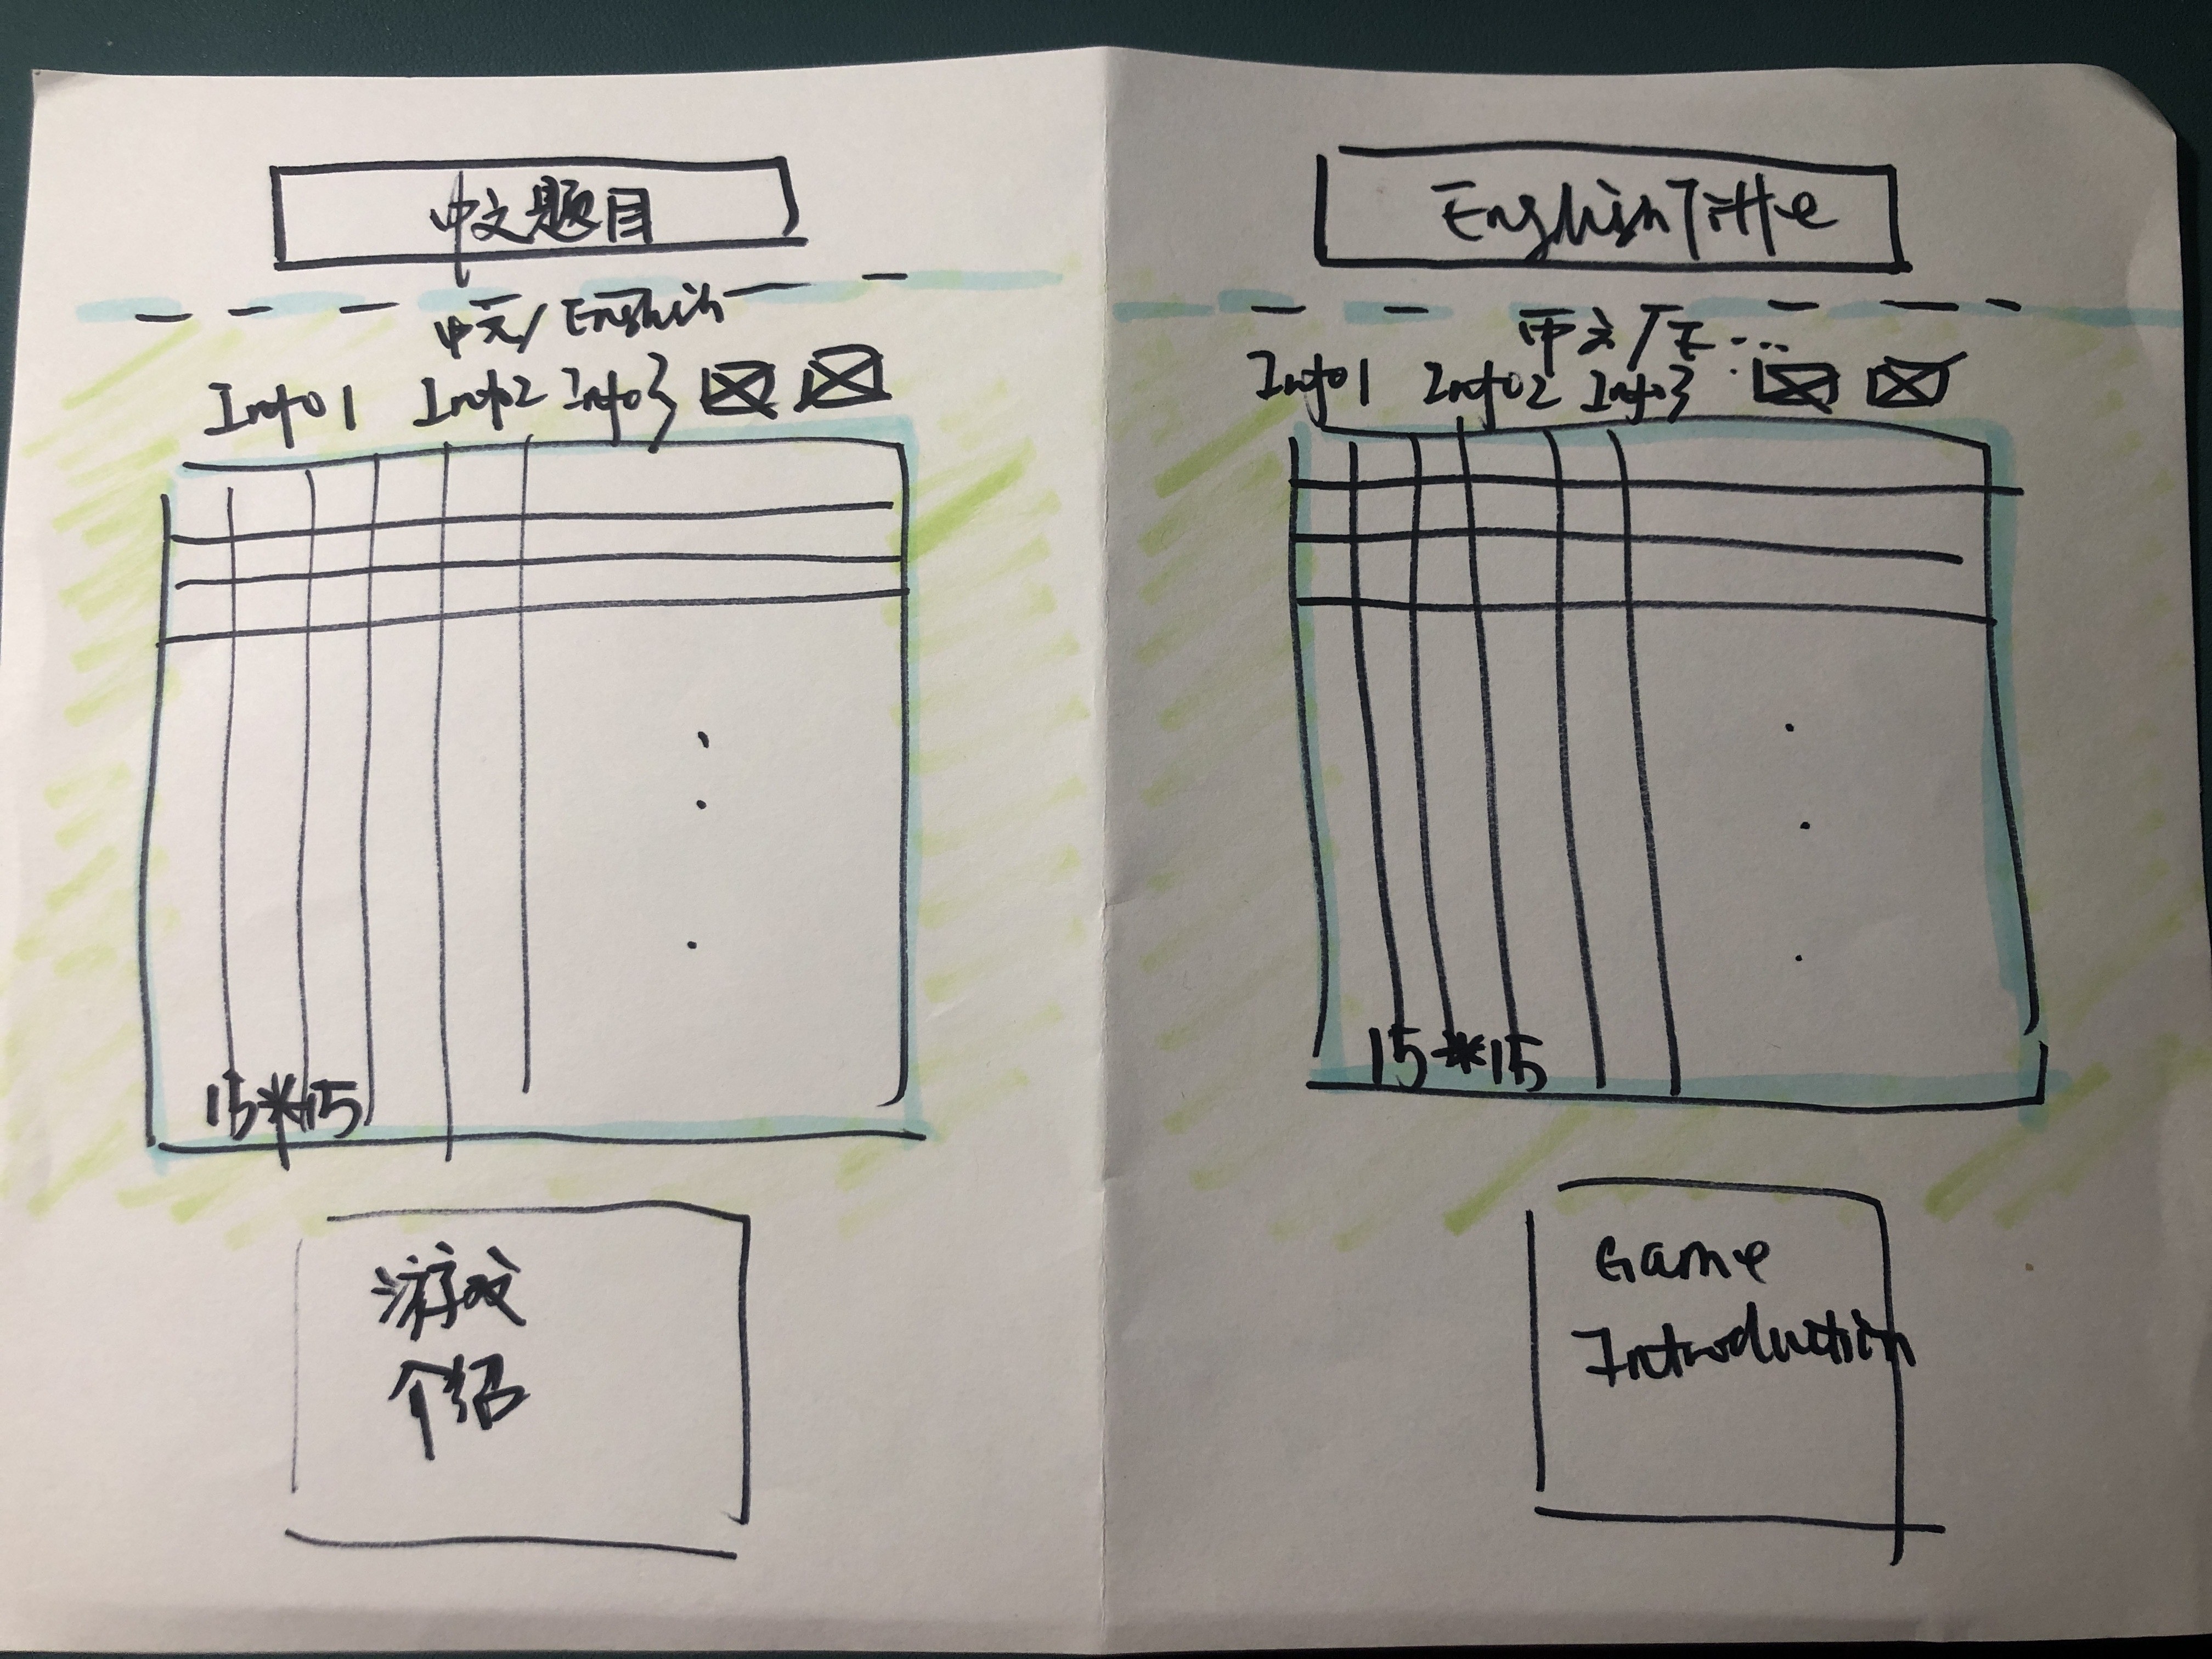 中文题目
中文/English
Info1 Info2 Info3
15*15
游戏
介绍
English Title
中文/E...
Info1 Info2 Info3
15*15
Game
Introduction